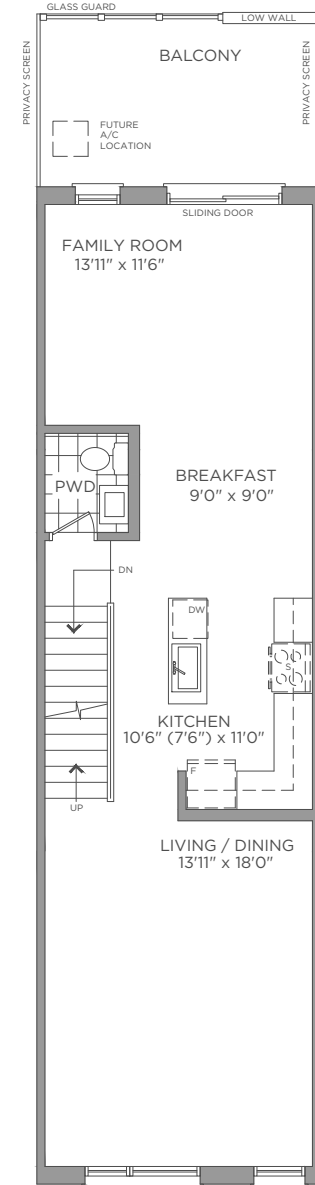 GLASS GUARD
LOW WALL
PRIVACY SCREEN
BALCONY
PRIVACY SCREEN
FUTURE
A/C
LOCATION
SLIDING DOOR
FAMILY ROOM
13'11" x 11'6"
PWD
BREAKFAST
9'0" x 9'0"
DN
DW
S
KITCHEN
10'6" (7'6") x 11'0"
F
UP
LIVING / DINING
13'11" x 18'0"